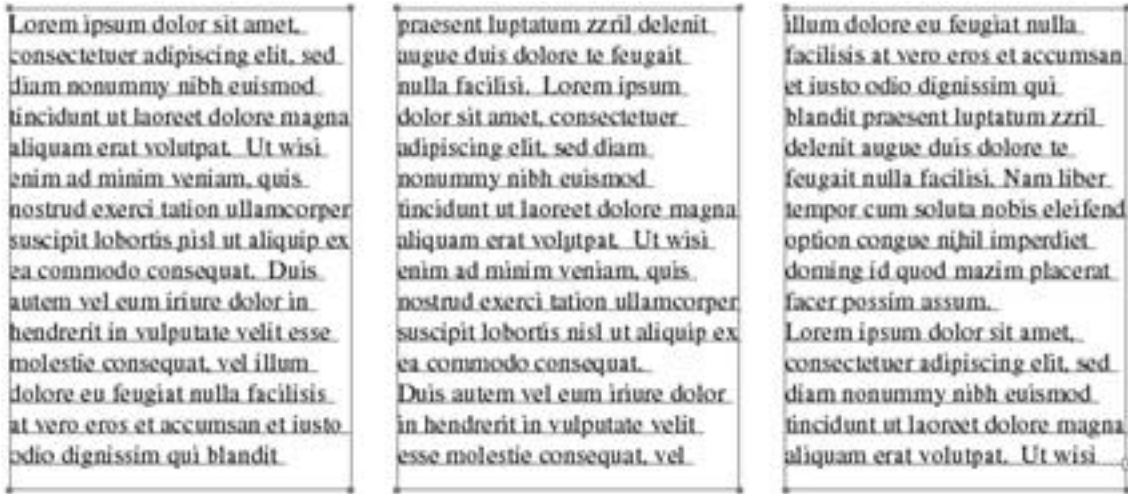 Lorem ipsum dolor sit amet,
consectetuer adipiscing elit, sed
diam nonummy nibh euismod
tincidunt ut laoreet dolore magna
aliquam erat volutpat.  Ut wisi
enim ad minim veniam, quis
nostrud exerci tation ullamcorper
suscipit lobortis nisl ut aliquip ex
ea commodo consequat.  Duis
autem vel eum iriure dolor in
hendrerit in vulputate velit esse
molestie consequat, vel illum
dolore eu feugiat nulla facilisis
at vero eros et accumsan et iusto
odio dignissim qui blandit
praesent luptatum zzril delenit
augue duis dolore te feugait
nulla facilisi.  Lorem ipsum
dolor sit amet, consectetuer
adipiscing elit, sed diam
nonummy nibh euismod
tincidunt ut laoreet dolore magna
aliquam erat volutpat.  Ut wisi
enim ad minim veniam, quis
nostrud exerci tation ullamcorper
suscipit lobortis nisl ut aliquip ex
ea commodo consequat.
Duis autem vel eum iriure dolor
in hendrerit in vulputate velit
esse molestie consequat, vel
illum dolore eu feugiat nulla
facilisis at vero eros et accumsan
et iusto odio dignissim qui
blandit praesent luptatum zzril
delenit augue duis dolore te
feugait nulla facilisi. Nam liber
tempor cum soluta nobis eleifend
option congue nihil imperdiet
doming id quod mazim placerat
facer possim assum.
Lorem ipsum dolor sit amet,
consectetuer adipiscing elit, sed
diam nonummy nibh euismod
tincidunt ut laoreet dolore magna
aliquam erat volutpat.  Ut wisi